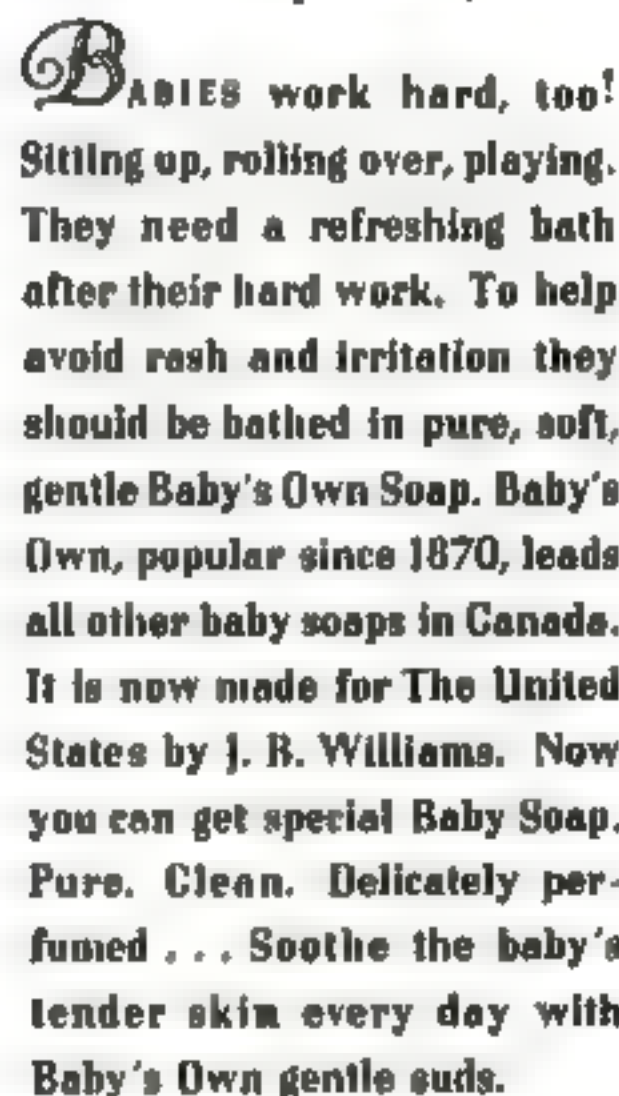 BABIES work hard, too!
Sitting up, rolling over, playing.
They need a refreshing bath
after their hard work. To help
avoid rash and irritation they
should be bathed in pure, soft,
gentle Baby's Own Soap. Baby's
Own, popular since 1870, leads
all other baby soaps in Canada.
It is now made for The United
States by J. B. Williams. Now
you can get special Baby Soap.
Pure. Clean. Delicately per-
fumed . . . Soothe the baby's
tender skin every day with
Baby's Own gentle suds.